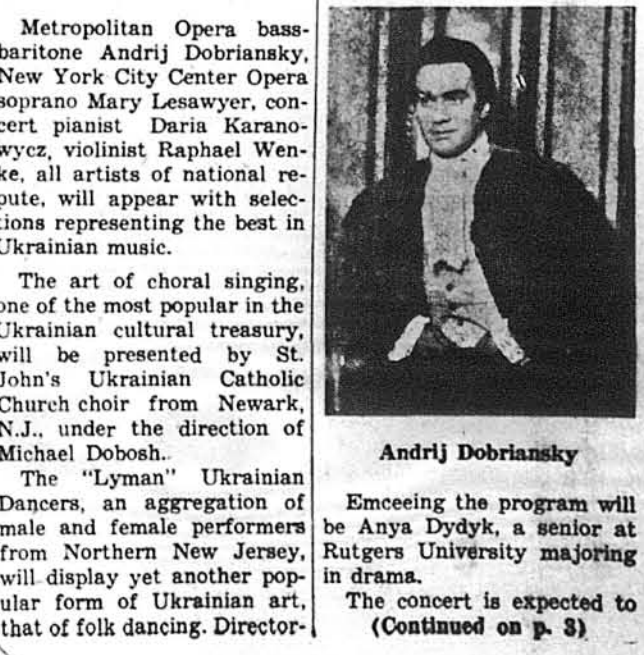 Metropolitan Opera bass-
baritone Andrij Dobriansky,
New York City Center Opera
soprano Mary Lesawyer, con-
cert pianist Daria Karano-
wycz, violinist Raphael Wen-
ke, all artists of national re-
pute, will appear with selec-
tions representing the best in
Ukrainian music.
The art of choral singing,
one of the most popular in the
Ukrainian cultural treasury,
will be presented by St.
John's Ukrainian Catholic
Church choir from Newark,
N.J., under the direction of
Michael Dobosh.
The "Lyman" Ukrainian
Dancers, an aggregation of
male and female performers
from Northern New Jersey,
will display yet another pop-
ular form of Ukrainian art,
that of folk dancing. Director-
Andrij Dobriansky
Emceeing the program will
be Anya Dydyk, a senior at
Rutgers University majoring
in drama.
The concert is expected to
(Continued on p. 3)